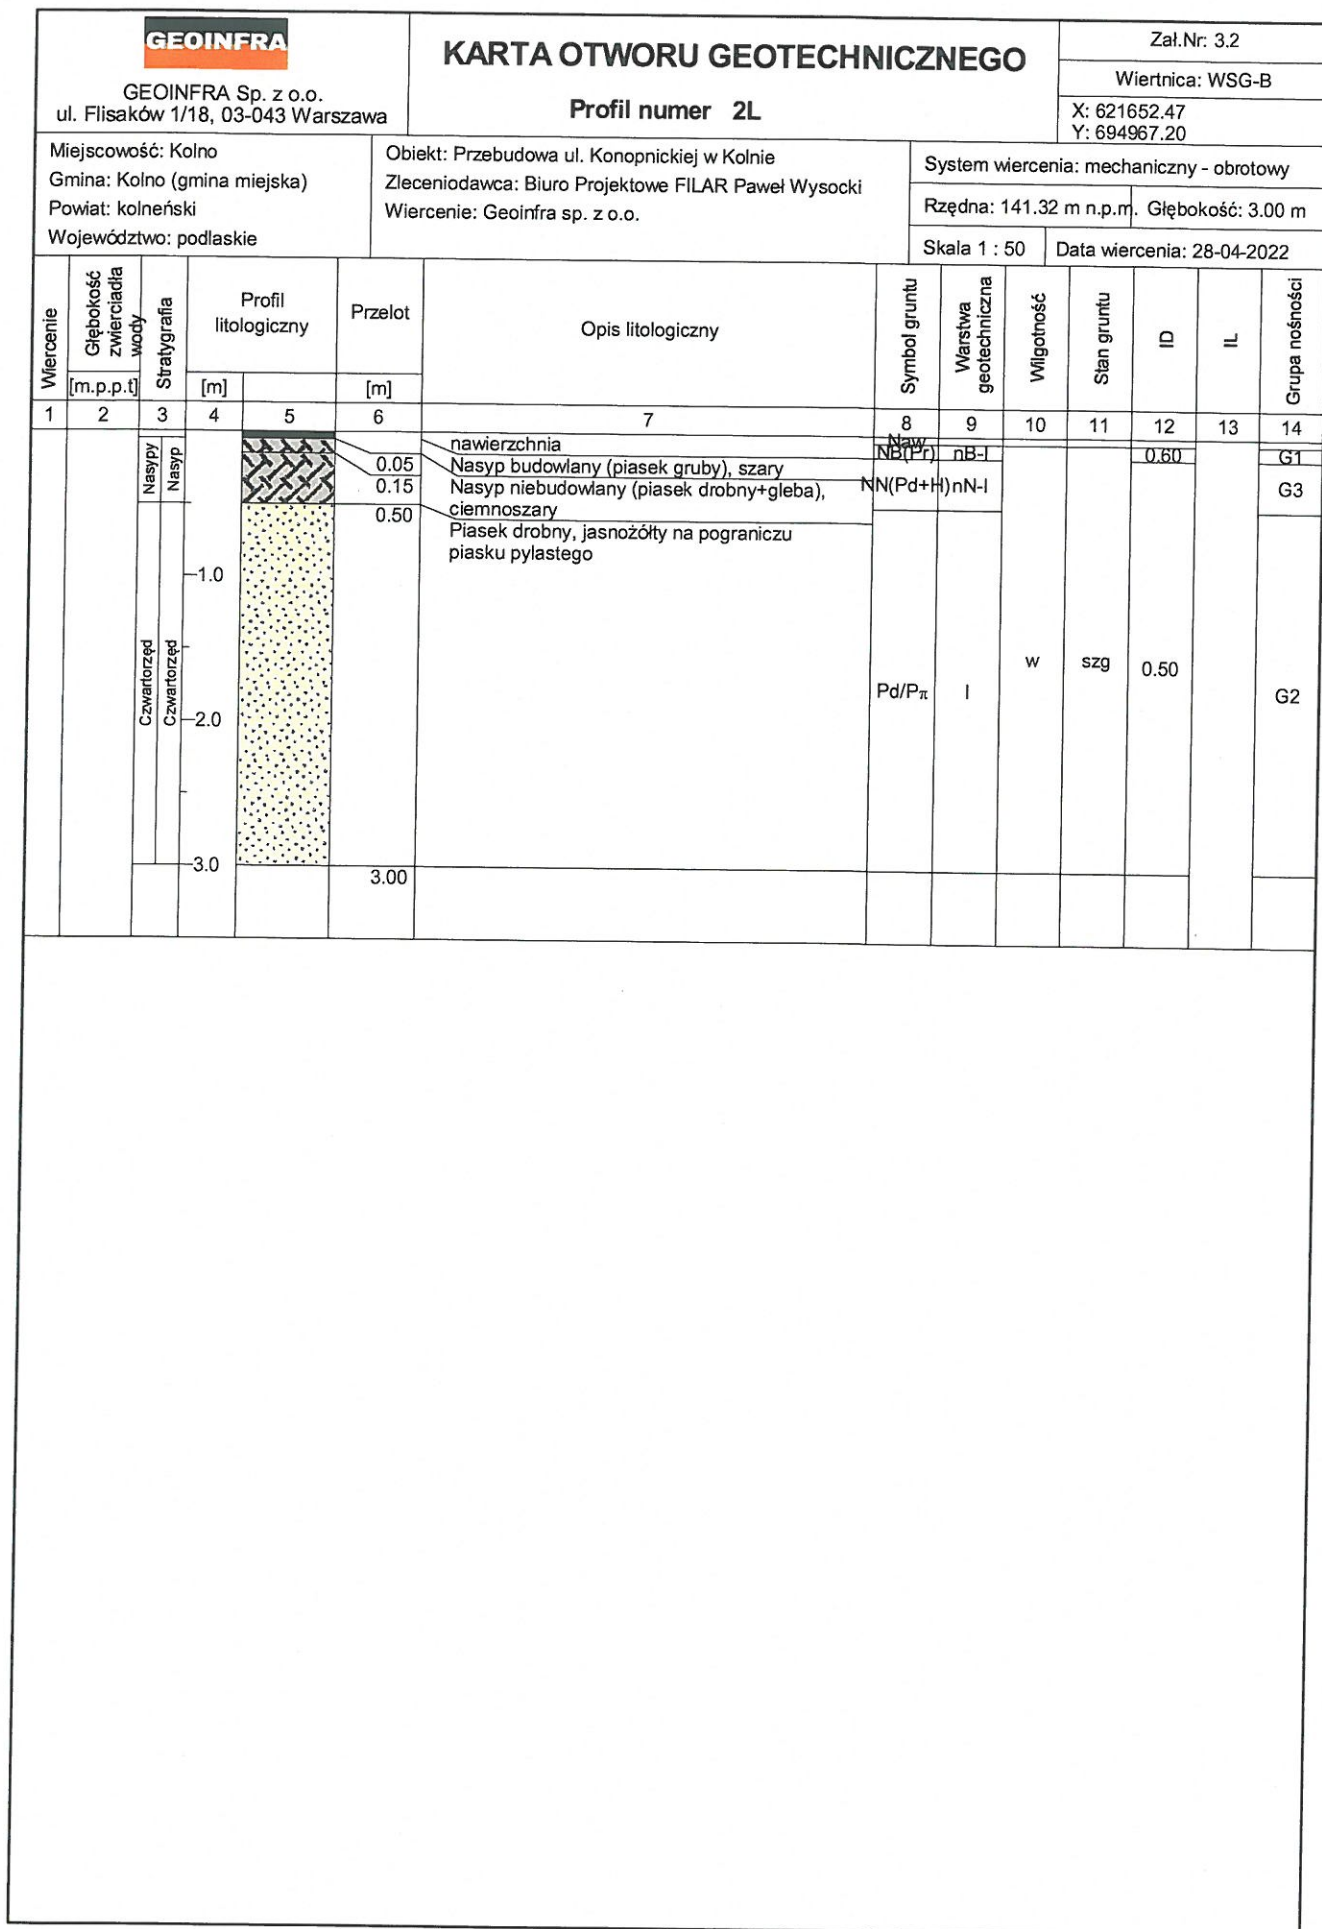 GEOINFRA
GEOINFRA Sp. z o.o.
ul. Flisaków 1/18, 03-043 Warszawa
KARTA OTWORU GEOTECHNICZNEGO
Profil numer 2L
Zał.Nr: 3.2
Wiertnica: WSG-B
X: 621652.47
Y: 694967.20
Miejscowość: Kolno
Gmina: Kolno (gmina miejska)
Powiat: kolneński
Województwo: podlaskie
Obiekt: Przebudowa ul. Konopnickiej w Kolnie
Zleceniodawca: Biuro Projektowe FILAR Paweł Wysocki
Wiercenie: Geoinfra sp. z o.o.
System wiercenia: mechaniczny - obrotowy
Rzędna: 141.32 m n.p.m. Głębokość: 3.00 m
Skala 1 : 50 Data wiercenia: 28-04-2022
Wiercenie
Głębokość
zwierciadła
wody
[m.p.p.t]
Stratygrafia
Profil
litologiczny
[m]
Przelot
[m]
Opis litologiczny
Symbol gruntu
Warstwa
geotechniczna
Wilgotność
Stan gruntu
ID
IL
Grupa nośności
1 2 3 4 5 6 7 8 9 10 11 12 13 14
Nasypy
Nasyp
nawierzchnia Naw
0.05 Nasyp budowlany (piasek gruby), szary NB(Pr) nB-I 0.60 G1
0.15 Nasyp niebudowlany (piasek drobny+gleba), NN(Pd+H) nN-I G3
ciemnoszary
0.50
Piasek drobny, jasnożółty na pograniczu
piasku pylastego
1.0
Czwartorzęd
Czwartorzęd
w szg 0.50
Pd/Pπ I G2
2.0
3.0
3.00